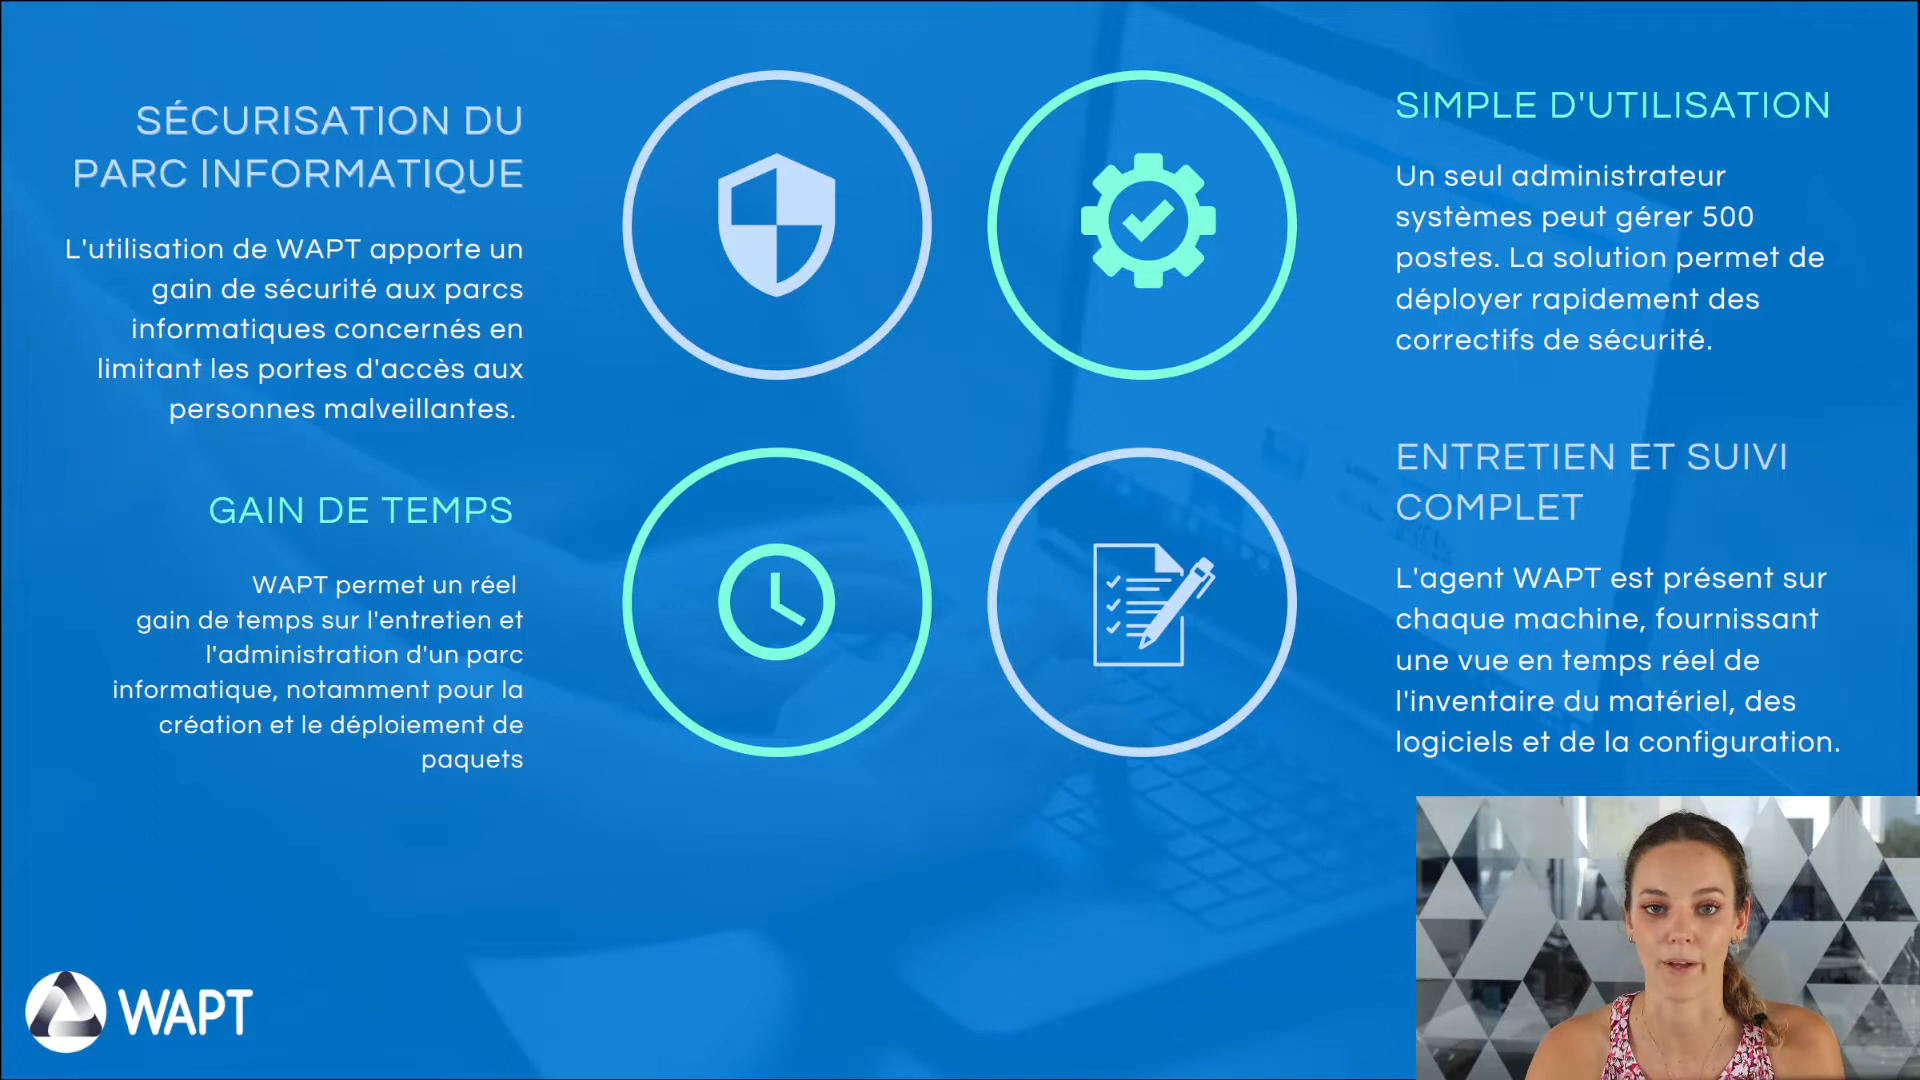 SÉCURISATION DU
PARC INFORMATIQUE
L'utilisation de WAPT apporte un
gain de sécurité aux parcs
informatiques concernés en
limitant les portes d'accès aux
personnes malveillantes.
SIMPLE D'UTILISATION
Un seul administrateur
systèmes peut gérer 500
postes. La solution permet de
déployer rapidement des
correctifs de sécurité.
GAIN DE TEMPS
WAPT permet un réel
gain de temps sur l'entretien et
l'administration d'un parc
informatique, notamment pour la
création et le déploiement de
paquets
ENTRETIEN ET SUIVI
COMPLET
L'agent WAPT est présent sur
chaque machine, fournissant
une vue en temps réel de
l'inventaire du matériel, des
logiciels et de la configuration.
WAPT